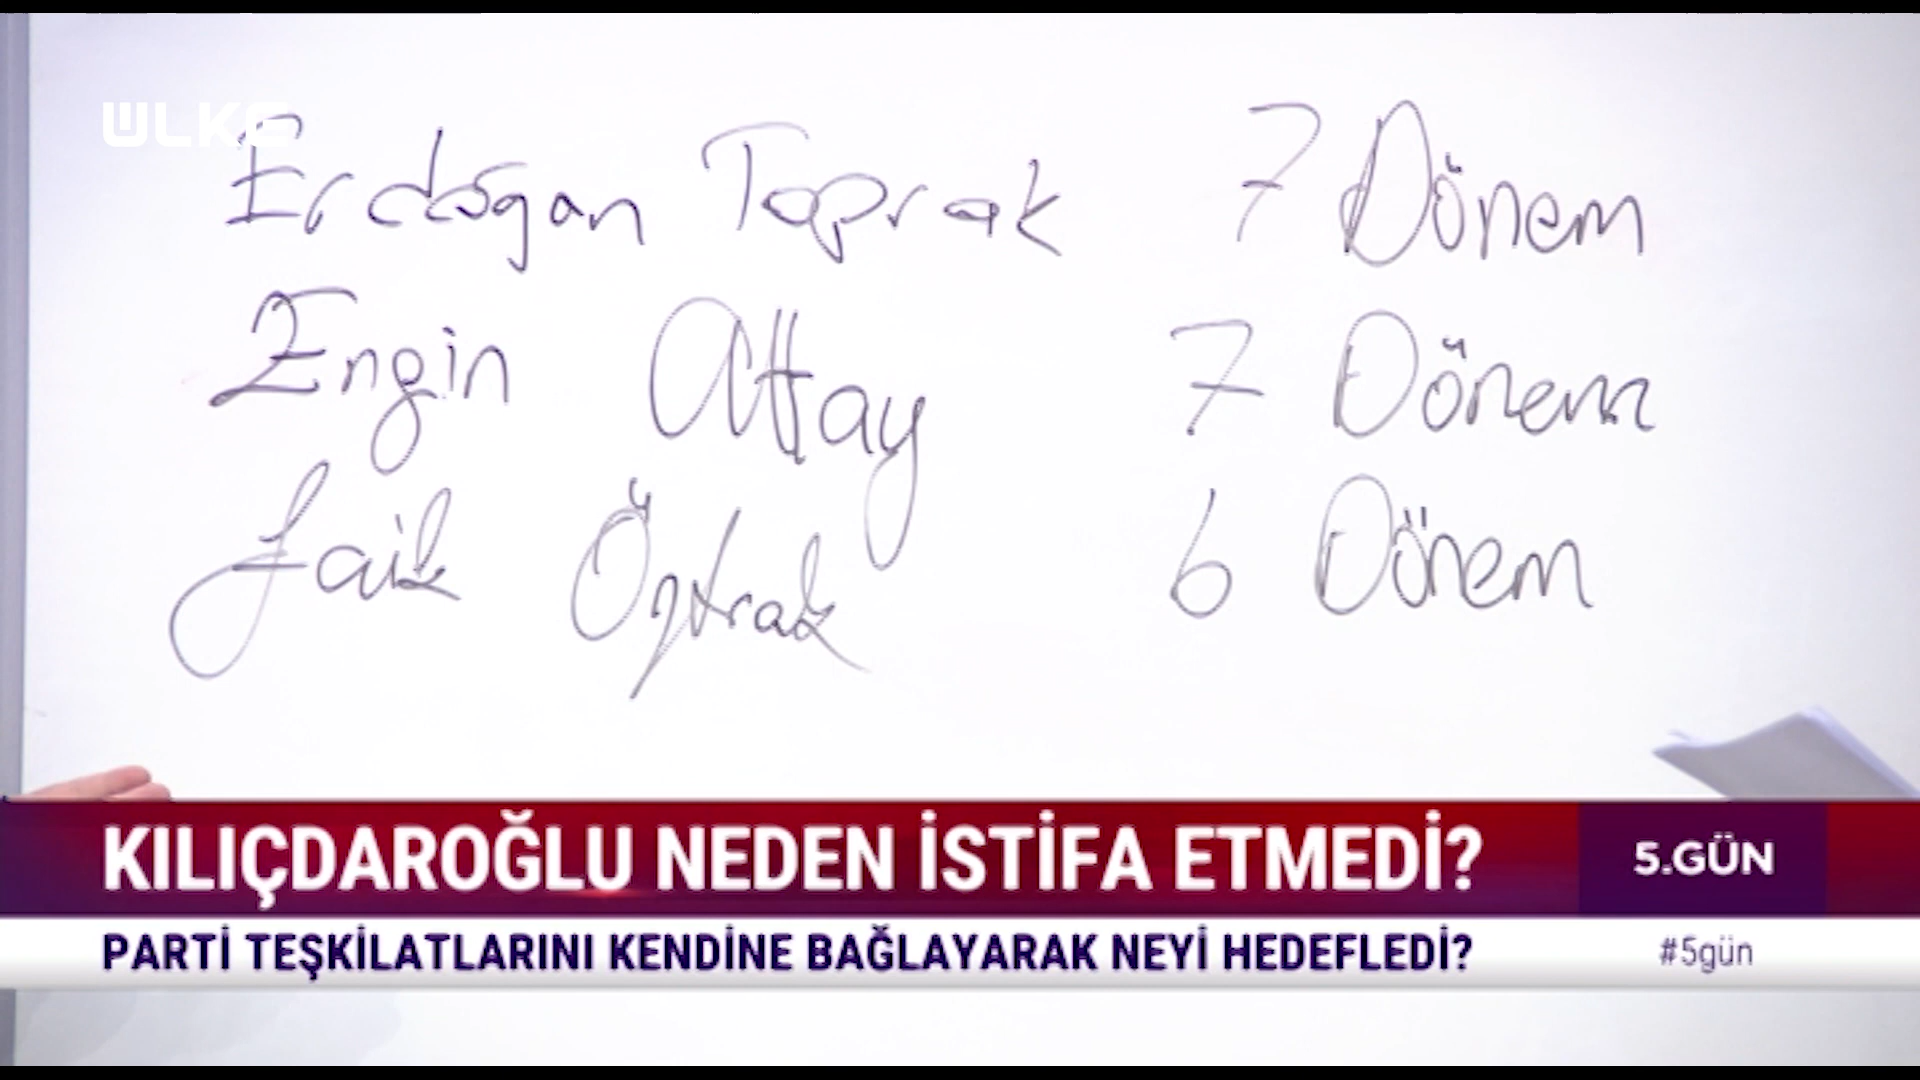 ÜLKE
Erdoğan Toprak 7 Dönem
Engin Attay 7 Dönem
Faik Öztrak 6 Dönem
KILIÇDAROĞLU NEDEN İSTİFA ETMEDİ? 5.GÜN
PARTİ TEŞKİLATLARINI KENDİNE BAĞLAYARAK NEYİ HEDEFLEDİ? #5gün